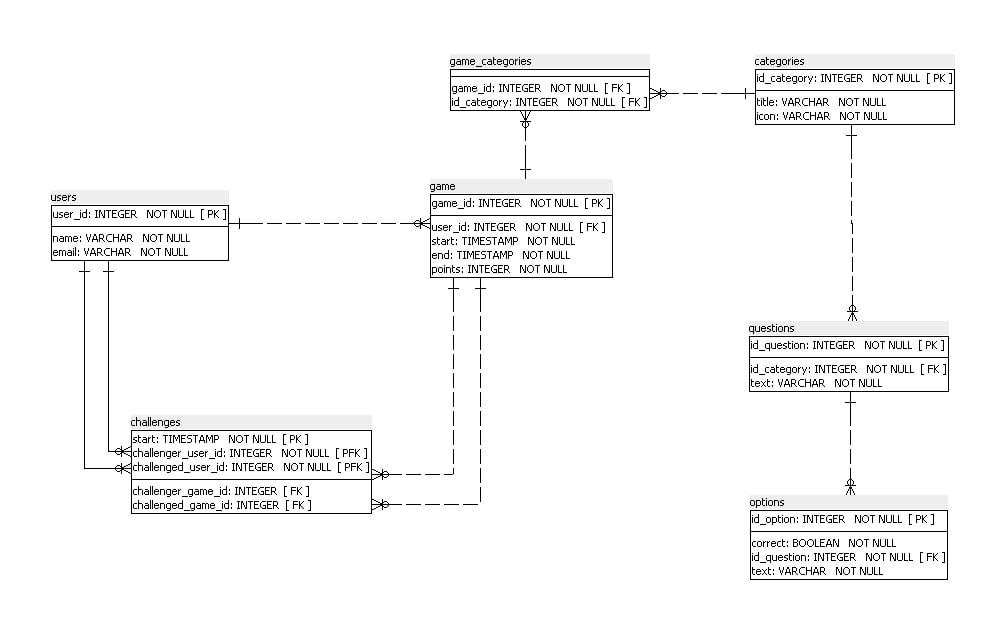 game_categories
game_id: INTEGER NOT NULL [ FK ]
id_category: INTEGER NOT NULL [ FK ]
categories
id_category: INTEGER NOT NULL [ PK ]
title: VARCHAR NOT NULL
icon: VARCHAR NOT NULL
users
user_id: INTEGER NOT NULL [ PK ]
name: VARCHAR NOT NULL
email: VARCHAR NOT NULL
game
game_id: INTEGER NOT NULL [ PK ]
user_id: INTEGER NOT NULL [ FK ]
start: TIMESTAMP NOT NULL
end: TIMESTAMP NOT NULL
points: INTEGER NOT NULL
questions
id_question: INTEGER NOT NULL [ PK ]
id_category: INTEGER NOT NULL [ FK ]
text: VARCHAR NOT NULL
challenges
start: TIMESTAMP NOT NULL [ PK ]
challenger_user_id: INTEGER NOT NULL [ PFK ]
challenged_user_id: INTEGER NOT NULL [ PFK ]
challenger_game_id: INTEGER [ FK ]
challenged_game_id: INTEGER [ FK ]
options
id_option: INTEGER NOT NULL [ PK ]
correct: BOOLEAN NOT NULL
id_question: INTEGER NOT NULL [ FK ]
text: VARCHAR NOT NULL